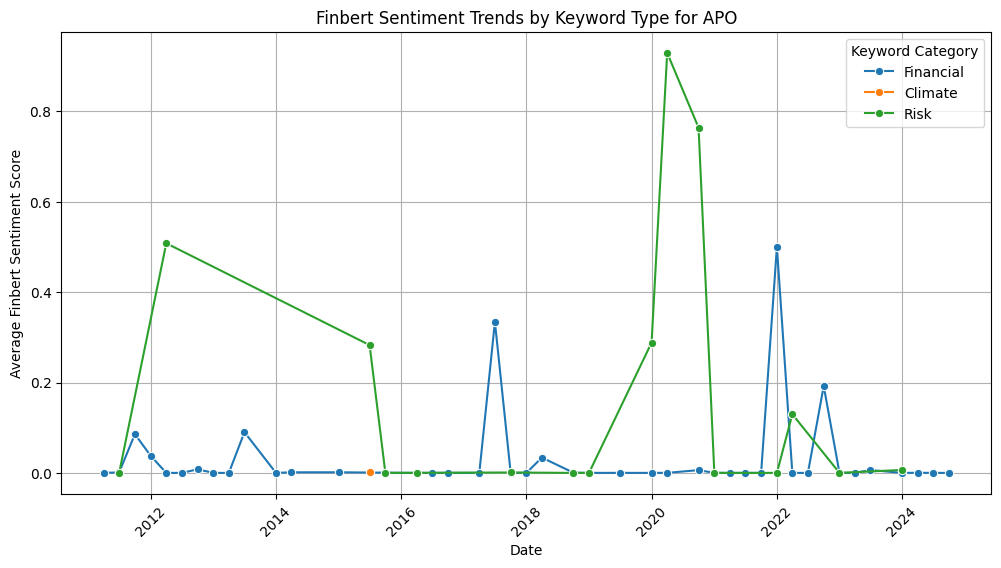 Finbert Sentiment Trends by Keyword Type for APO
Keyword Category
Financial
Climate
Risk
Average Finbert Sentiment Score
0.8
0.6
0.4
0.2
0.0
2012
2014
2016
2018
2020
2022
2024
Date